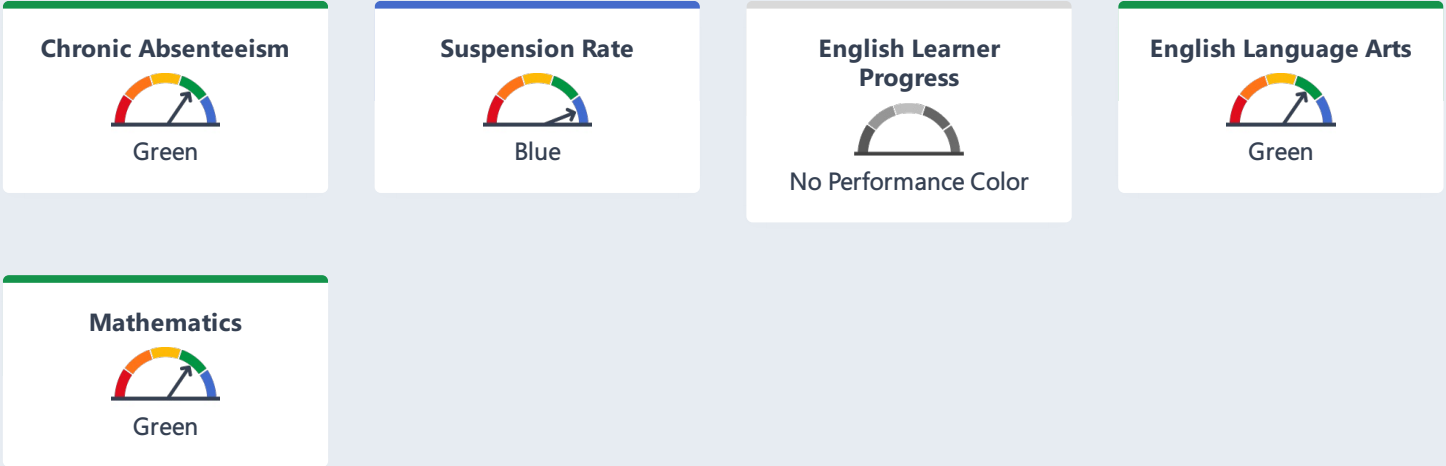 Chronic Absenteeism
Green
Suspension Rate
Blue
English Learner
Progress
No Performance Color
English Language Arts
Green
Mathematics
Green